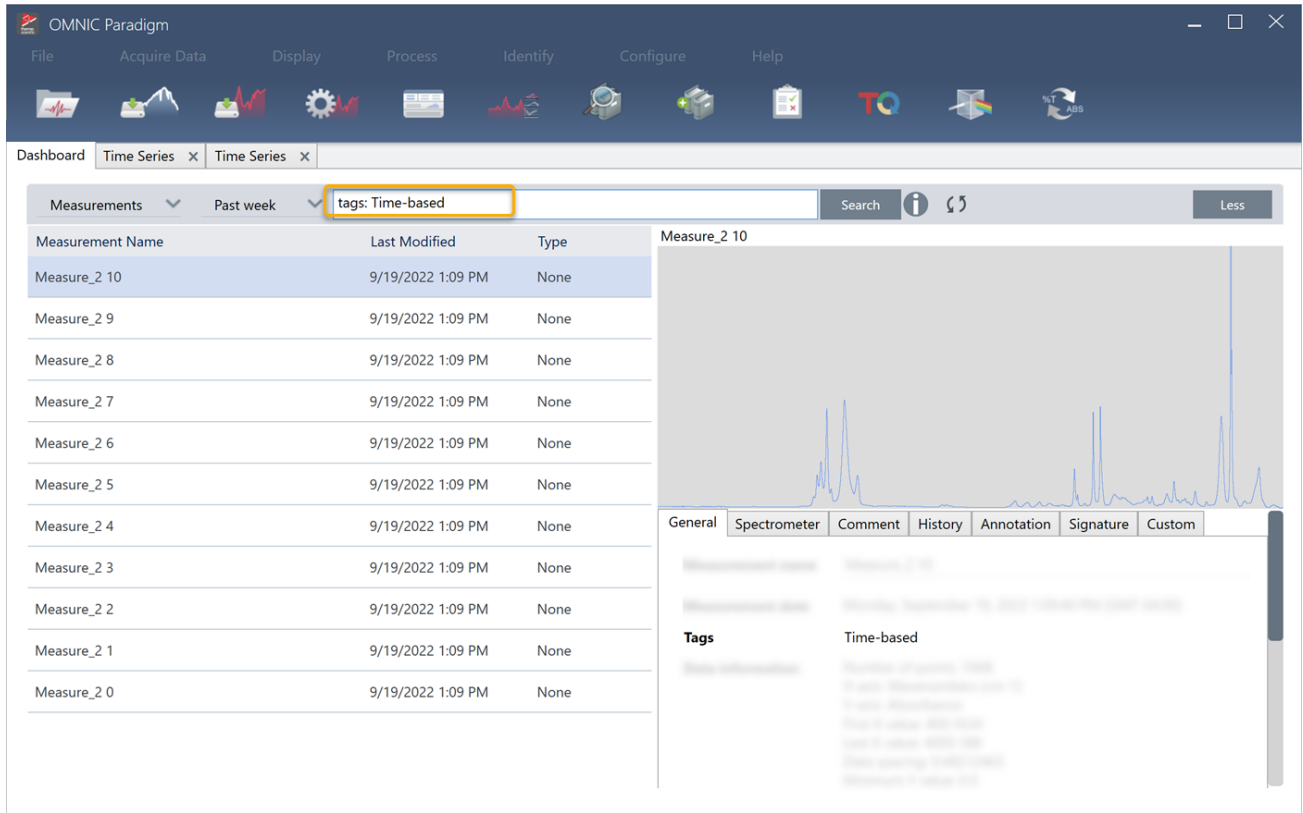 OMNIC Paradigm
File Acquire Data Display Process Identify Configure Help
TQ %T ABS
Dashboard Time Series Time Series
Measurements Past week tags: Time-based Search Less
Measurement Name Last Modified Type
Measure_2 10
Measure_2 10 9/19/2022 1:09 PM None
Measure_2 9 9/19/2022 1:09 PM None
Measure_2 8 9/19/2022 1:09 PM None
Measure_2 7 9/19/2022 1:09 PM None
Measure_2 6 9/19/2022 1:09 PM None
Measure_2 5 9/19/2022 1:09 PM None
Measure_2 4 9/19/2022 1:09 PM None
Measure_2 3 9/19/2022 1:09 PM None
Measure_2 2 9/19/2022 1:09 PM None
Measure_2 1 9/19/2022 1:09 PM None
Measure_2 0 9/19/2022 1:09 PM None
General Spectrometer Comment History Annotation Signature Custom
Tags Time-based